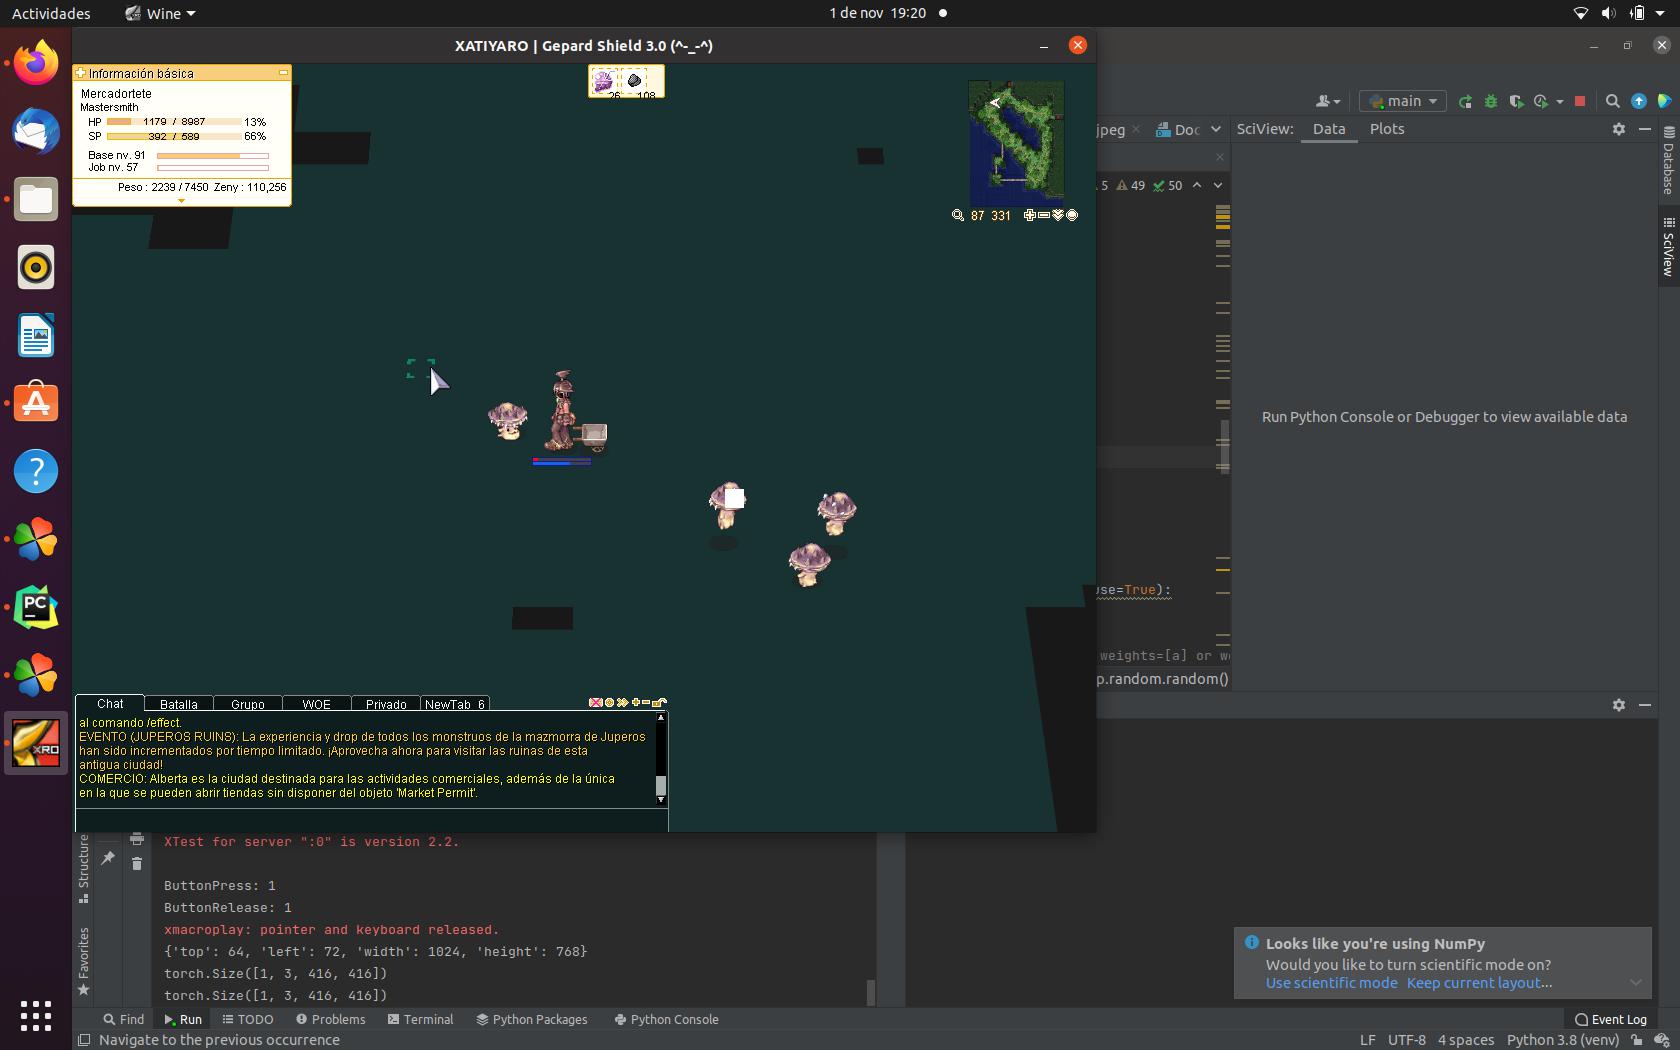 Actividades
Wine
1 de nov 19:20
XATIYARO | Gepard Shield 3.0 (^-_-^)
Información básica
Mercadortete
Mastersmith
HP 1179 / 8987 13%
SP 392 / 589 66%
Base nv. 91
Job nv. 57
Peso : 2239 / 7450 Zeny : 110,256
26 108
87 331
main
jpeg
Doc
SciView: Data Plots
5 49 50
Database
SciView
Run Python Console or Debugger to view available data
use=True):
weights=[a] or we
p.random.random()
Chat Batalla Grupo WOE Privado NewTab_6
al comando /effect.
EVENTO (JUPEROS RUINS): La experiencia y drop de todos los monstruos de la mazmorra de Juperos
han sido incrementados por tiempo limitado. ¡Aprovecha ahora para visitar las ruinas de esta
antigua ciudad!
COMERCIO: Alberta es la ciudad destinada para las actividades comerciales, además de la única
en la que se pueden abrir tiendas sin disponer del objeto 'Market Permit'.
PC
XRO
Structure
Favorites
XTest for server ":0" is version 2.2.
ButtonPress: 1
ButtonRelease: 1
xmacroplay: pointer and keyboard released.
{'top': 64, 'left': 72, 'width': 1024, 'height': 768}
torch.Size([1, 3, 416, 416])
torch.Size([1, 3, 416, 416])
Looks like you're using NumPy
Would you like to turn scientific mode on?
Use scientific mode Keep current layout...
Find Run TODO Problems Terminal Python Packages Python Console Event Log
Navigate to the previous occurrence
LF UTF-8 4 spaces Python 3.8 (venv)